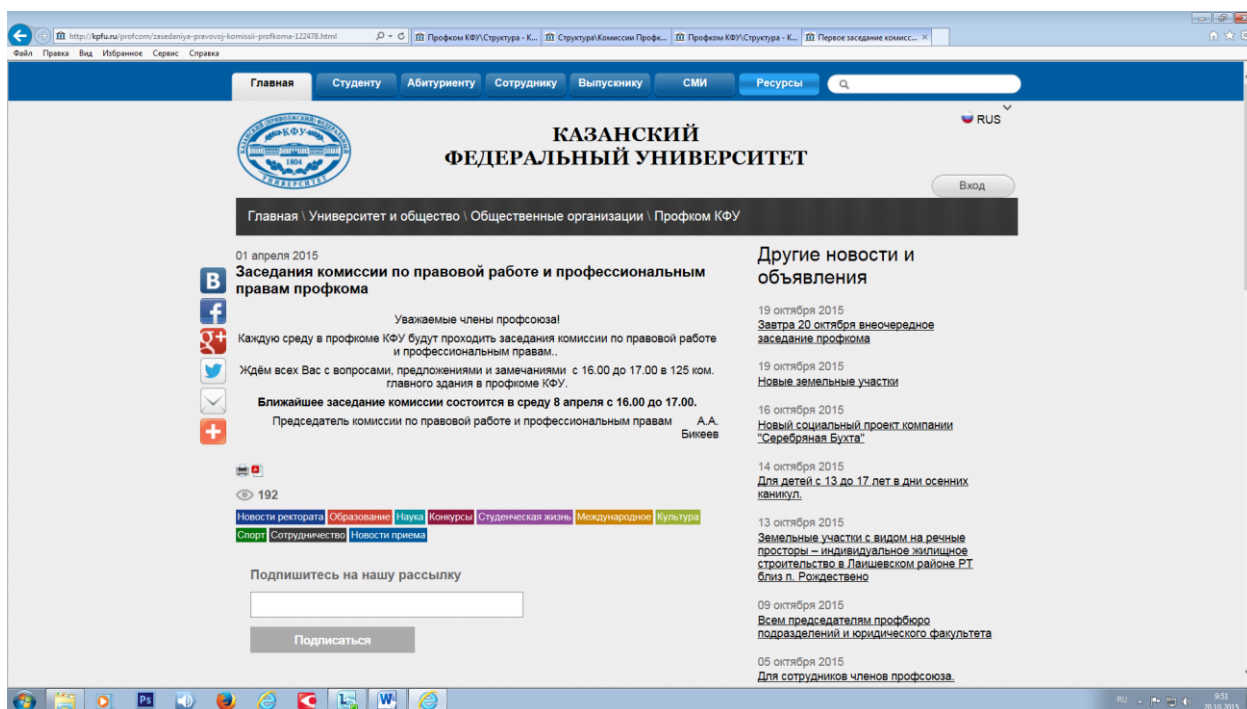 http://kpfu.ru/profcom/zasedaniya-pravovoj-komissii-profkoma-122478.html
Профком КФУ\Структура - К...
Структура\Комиссии Профк...
Профком КФУ\Структура - К...
Первое заседание комисс...
Файл Правка Вид Избранное Сервис Справка
Главная Студенту Абитуриенту Сотруднику Выпускнику СМИ Ресурсы
RUS
КАЗАНСКИЙ
ФЕДЕРАЛЬНЫЙ УНИВЕРСИТЕТ
КФУ
1804
УНИВЕРСИТЕТ
Вход
Главная \ Университет и общество \ Общественные организации \ Профком КФУ
01 апреля 2015
Заседания комиссии по правовой работе и профессиональным
правам профкома
Уважаемые члены профсоюза!
Каждую среду в профкоме КФУ будут проходить заседания комиссии по правовой работе
и профессиональным правам..
Ждём всех Вас с вопросами, предложениями и замечаниями с 16.00 до 17.00 в 125 ком.
главного здания в профкоме КФУ.
Ближайшее заседание комиссии состоится в среду 8 апреля с 16.00 до 17.00.
Председатель комиссии по правовой работе и профессиональным правам А.А.
Бикеев
192
Новости ректората Образование Наука Конкурсы Студенческая жизнь Международное Культура
Спорт Сотрудничество Новости приема
Подпишитесь на нашу рассылку
Подписаться
Другие новости и
объявления
19 октября 2015
Завтра 20 октября внеочередное
заседание профкома
19 октября 2015
Новые земельные участки
16 октября 2015
Новый социальный проект компании
"Серебряная Бухта"
14 октября 2015
Для детей с 13 до 17 лет в дни осенних
каникул.
13 октября 2015
Земельные участки с видом на речные
просторы – индивидуальное жилищное
строительство в Лаишевском районе РТ
близ п. Рождествено
09 октября 2015
Всем председателям профбюро
подразделений и юридического факультета
05 октября 2015
Для сотрудников членов профсоюза.
Ps
W
RU
9:51
20.10.2015